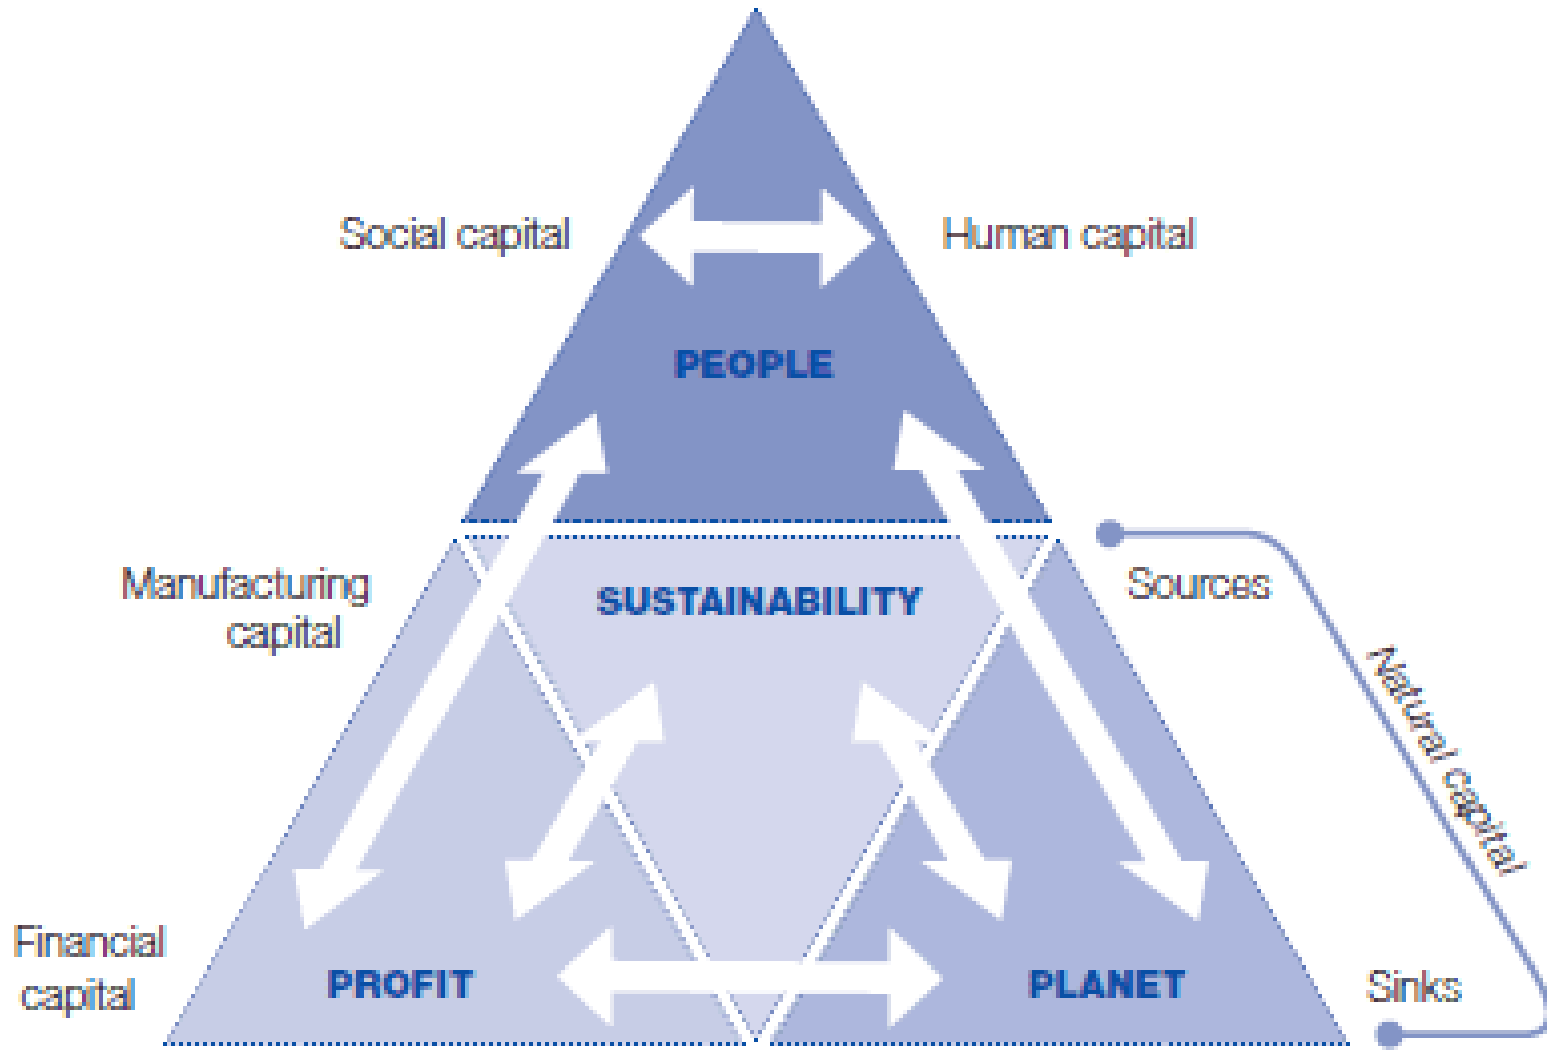 Social capital
Human capital
PEOPLE
Manufacturing
capital
SUSTAINABILITY
Sources
Natural capital
Financial
capital
PROFIT
PLANET
Sinks